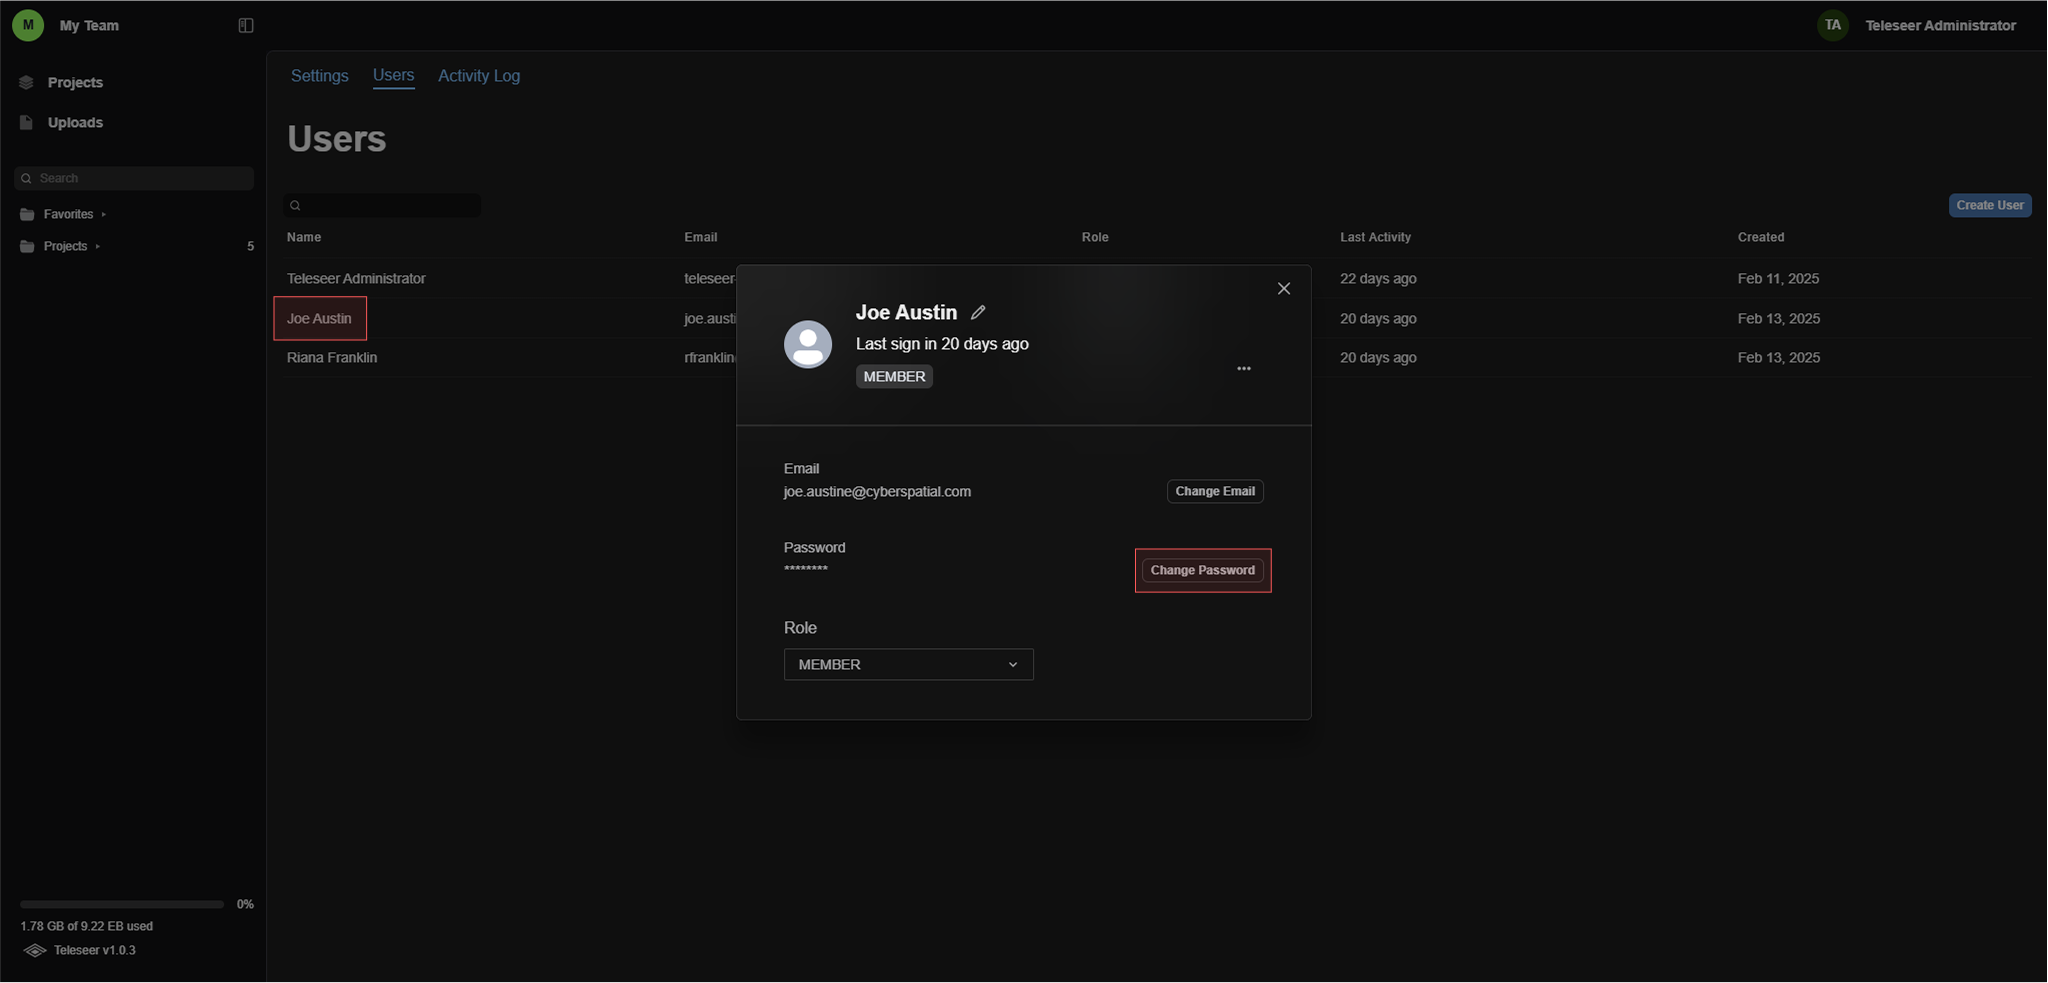 M My Team
TA Teleseer Administrator
Projects
Uploads
Search
Favorites
Projects 5
0%
1.78 GB of 9.22 EB used
Teleseer v1.0.3
Settings Users Activity Log
Users
Create User
Name Email Role Last Activity Created
Teleseer Administrator teleseer- 22 days ago Feb 11, 2025
Joe Austin joe.austi 20 days ago Feb 13, 2025
Riana Franklin rfranklin 20 days ago Feb 13, 2025
Joe Austin
Last sign in 20 days ago
MEMBER
Email
joe.austine@cyberspatial.com Change Email
Password
******** Change Password
Role
MEMBER